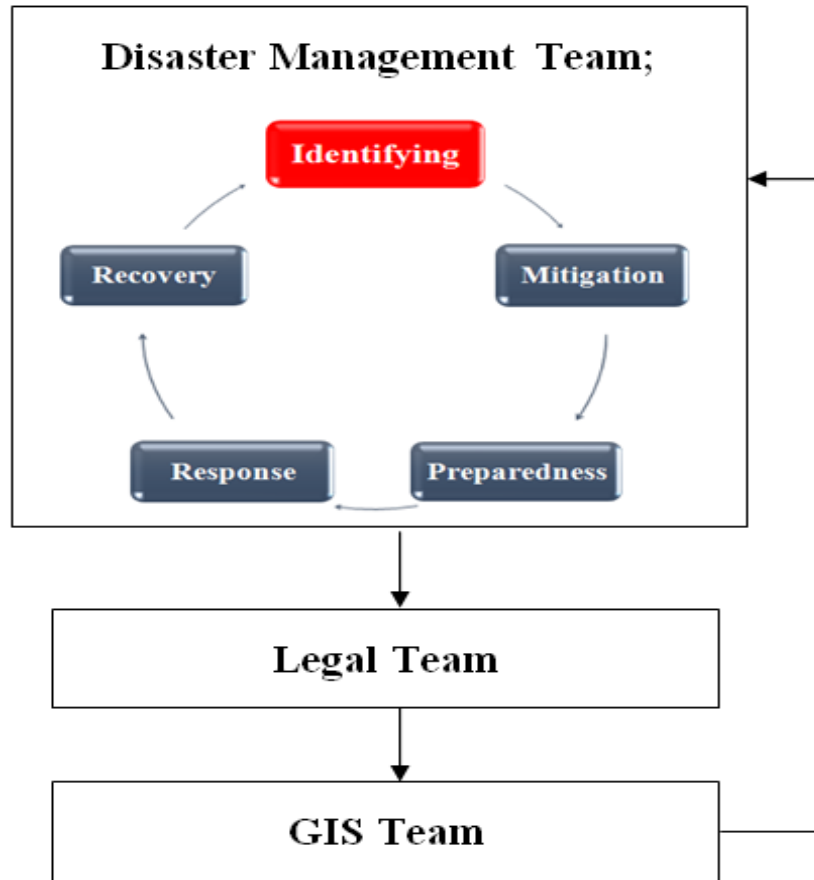 Disaster Management Team;
Identifying
Recovery
Mitigation
Response
Preparedness
Legal Team
GIS Team